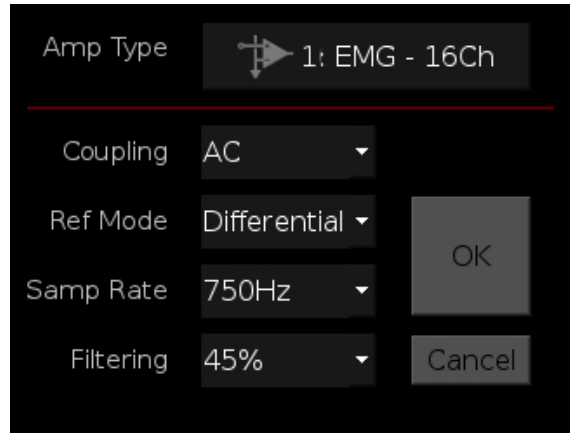 Amp Type 1: EMG - 16Ch
Coupling AC
Ref Mode Differential
OK
Samp Rate 750Hz
Filtering 45% Cancel